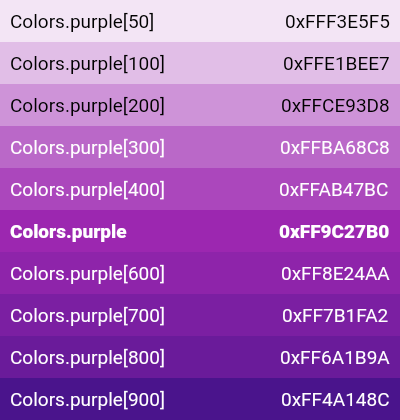 Colors.purple[50] 0xFFF3E5F5
Colors.purple[100] 0xFFE1BEE7
Colors.purple[200] 0xFFCE93D8
Colors.purple[300] 0xFFBA68C8
Colors.purple[400] 0xFFAB47BC
Colors.purple 0xFF9C27B0
Colors.purple[600] 0xFF8E24AA
Colors.purple[700] 0xFF7B1FA2
Colors.purple[800] 0xFF6A1B9A
Colors.purple[900] 0xFF4A148C